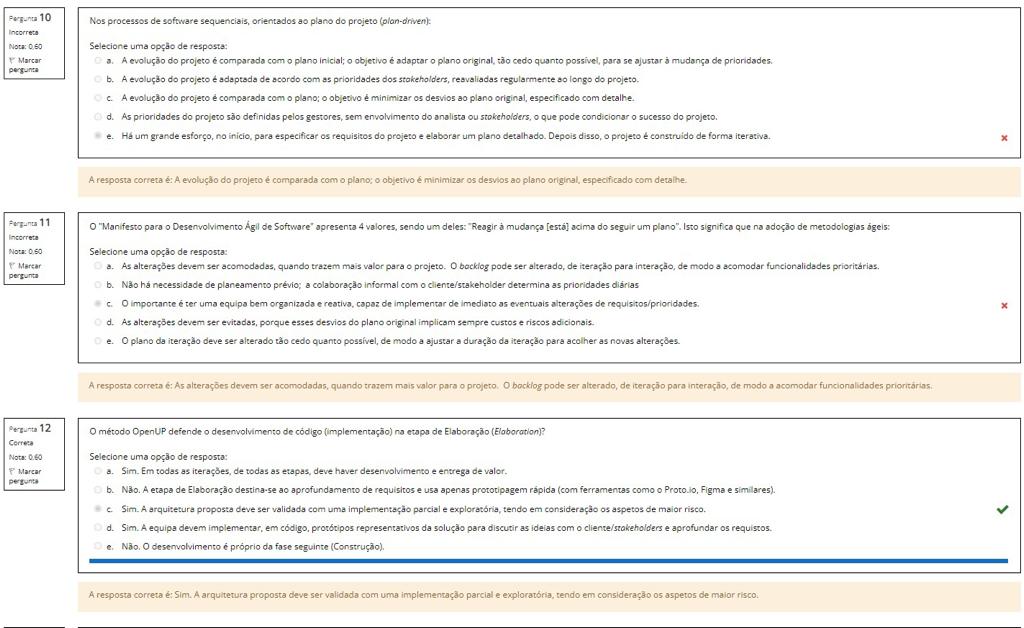 Pergunta 10
Incorreta
Nota: 0,60
Marcar
pergunta
Nos processos de software sequenciais, orientados ao plano do projeto (plan-driven):
Selecione uma opção de resposta:
a. A evolução do projeto é comparada com o plano inicial; o objetivo é adaptar o plano original, tão cedo quanto possível, para se ajustar à mudança de prioridades.
b. A evolução do projeto é adaptada de acordo com as prioridades dos stakeholders, reavaliadas regularmente ao longo do projeto.
c. A evolução do projeto é comparada com o plano; o objetivo é minimizar os desvios ao plano original, especificado com detalhe.
d. As prioridades do projeto são definidas pelos gestores, sem envolvimento do analista ou stakeholders, o que pode condicionar o sucesso do projeto.
e. Há um grande esforço, no início, para especificar os requisitos do projeto e elaborar um plano detalhado. Depois disso, o projeto é construído de forma iterativa.
A resposta correta é: A evolução do projeto é comparada com o plano; o objetivo é minimizar os desvios ao plano original, especificado com detalhe.
Pergunta 11
Incorreta
Nota: 0,60
Marcar
pergunta
O "Manifesto para o Desenvolvimento Ágil de Software" apresenta 4 valores, sendo um deles: "Reagir à mudança [está] acima do seguir um plano". Isto significa que na adoção de metodologias ágeis:
Selecione uma opção de resposta:
a. As alterações devem ser acomodadas, quando trazem mais valor para o projeto. O backlog pode ser alterado, de iteração para interação, de modo a acomodar funcionalidades prioritárias.
b. Não há necessidade de planeamento prévio; a colaboração informal com o cliente/stakeholder determina as prioridades diárias
c. O importante é ter uma equipa bem organizada e reativa, capaz de implementar de imediato as eventuais alterações de requisitos/prioridades.
d. As alterações devem ser evitadas, porque esses desvios do plano original implicam sempre custos e riscos adicionais.
e. O plano da iteração deve ser alterado tão cedo quanto possível, de modo a ajustar a duração da iteração para acolher as novas alterações.
A resposta correta é: As alterações devem ser acomodadas, quando trazem mais valor para o projeto. O backlog pode ser alterado, de iteração para interação, de modo a acomodar funcionalidades prioritárias.
Pergunta 12
Correta
Nota: 0,60
Marcar
pergunta
O método OpenUP defende o desenvolvimento de código (implementação) na etapa de Elaboração (Elaboration)?
Selecione uma opção de resposta:
a. Sim. Em todas as iterações, de todas as etapas, deve haver desenvolvimento e entrega de valor.
b. Não. A etapa de Elaboração destina-se ao aprofundamento de requisitos e usa apenas prototipagem rápida (com ferramentas como o Proto.io, Figma e similares).
c. Sim. A arquitetura proposta deve ser validada com uma implementação parcial e exploratória, tendo em consideração os aspetos de maior risco.
d. Sim. A equipa devem implementar, em código, protótipos representativos da solução para discutir as ideias com o cliente/stakeholders e aprofundar os requistos.
e. Não. O desenvolvimento é próprio da fase seguinte (Construção).
A resposta correta é: Sim. A arquitetura proposta deve ser validada com uma implementação parcial e exploratória, tendo em consideração os aspetos de maior risco.